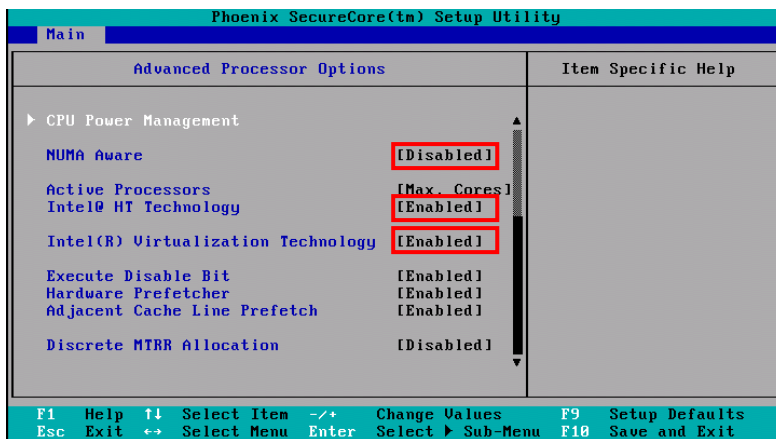 Phoenix SecureCore(tm) Setup Utility
Main
Advanced Processor Options Item Specific Help
▶ CPU Power Management
NUMA Aware [Disabled]
Active Processors [Max. Cores]
Intel@ HT Technology [Enabled]
Intel(R) Virtualization Technology [Enabled]
Execute Disable Bit [Enabled]
Hardware Prefetcher [Enabled]
Adjacent Cache Line Prefetch [Enabled]
Discrete MTRR Allocation [Disabled]
F1 Help ↑↓ Select Item -/+ Change Values F9 Setup Defaults
Esc Exit ↔ Select Menu Enter Select ▶ Sub-Menu F10 Save and Exit